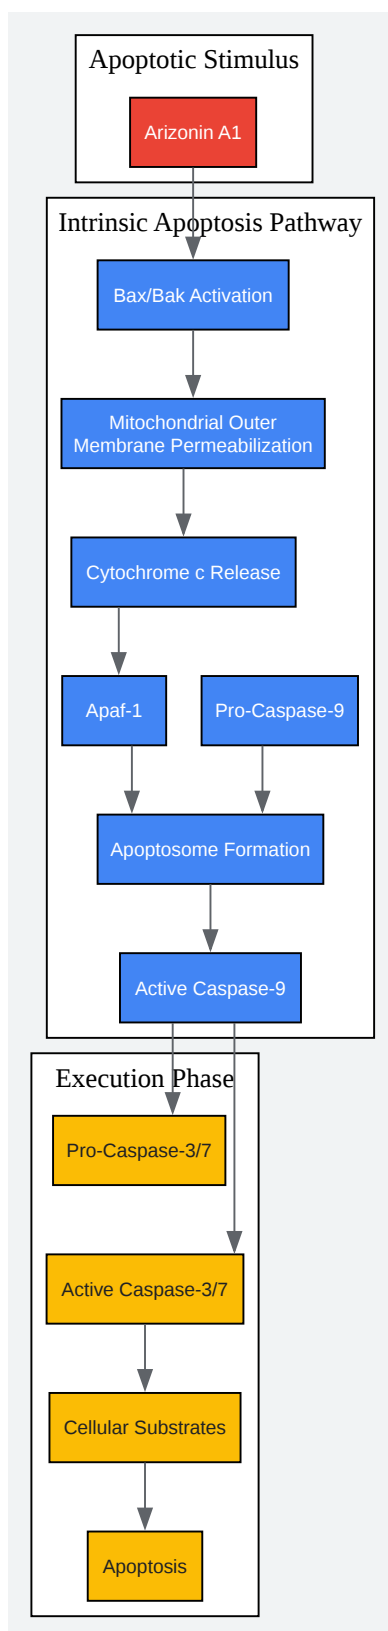 Apoptotic Stimulus
Arizonin A1
Intrinsic Apoptosis Pathway
Bax/Bak Activation
Mitochondrial Outer
Membrane Permeabilization
Cytochrome c Release
Apaf-1
Pro-Caspase-9
Apoptosome Formation
Active Caspase-9
Execution Phase
Pro-Caspase-3/7
Active Caspase-3/7
Cellular Substrates
Apoptosis